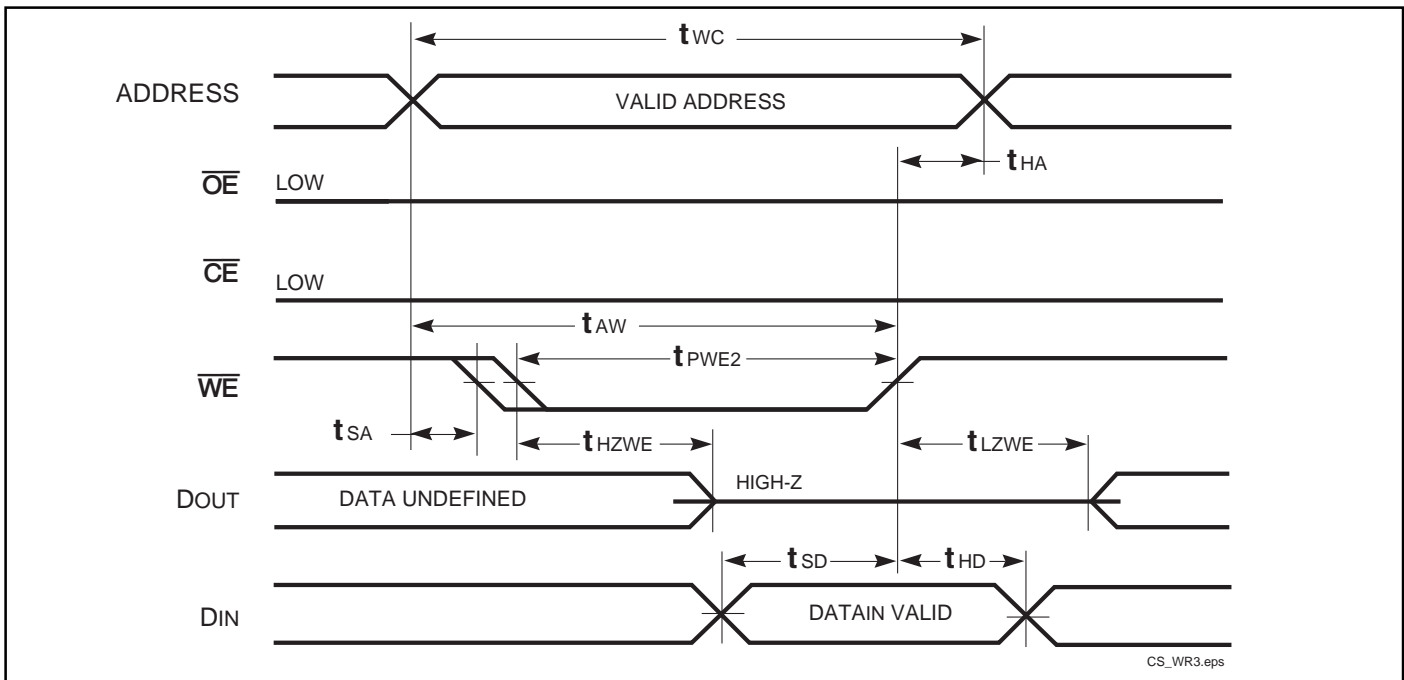 tWC
ADDRESS
VALID ADDRESS
tHA
OE
LOW
CE
LOW
tAW
tPWE2
WE
tSA
tHZWE
tLZWE
DOUT
DATA UNDEFINED
HIGH-Z
tSD
tHD
DIN
DATAIN VALID
CS_WR3.eps